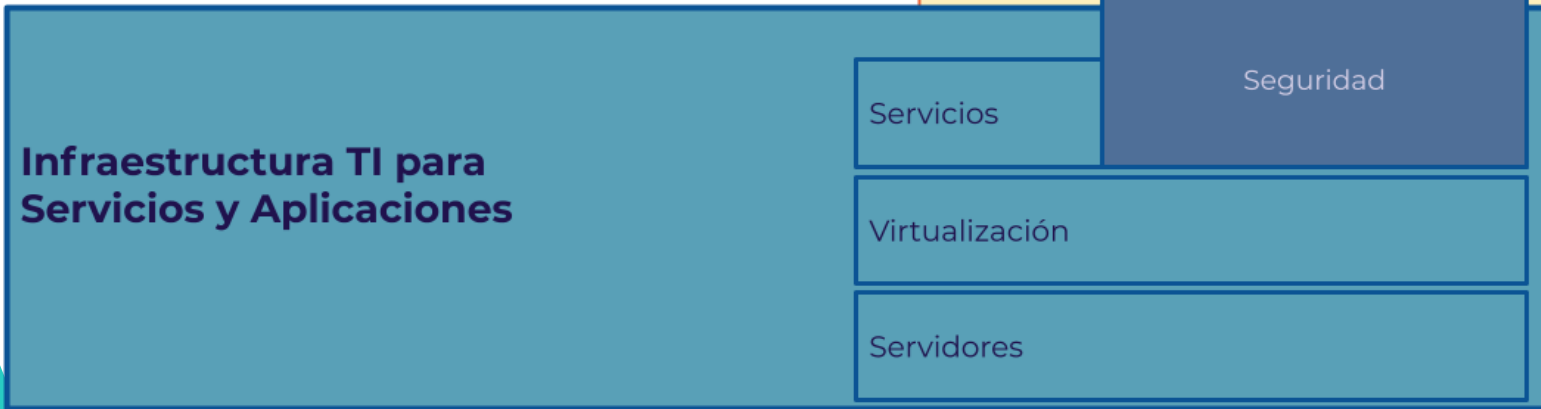 Infraestructura TI para
Servicios y Aplicaciones
Servicios
Seguridad
Virtualización
Servidores